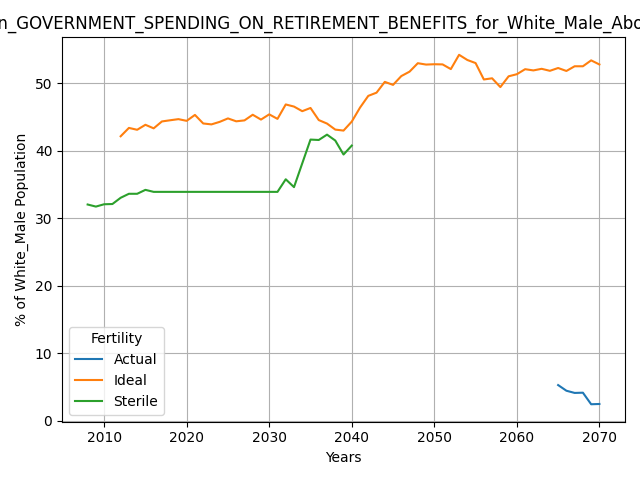 n_GOVERNMENT_SPENDING_ON_RETIREMENT_BENEFITS_for_White_Male_Abo
% of White_Male Population
50
40
30
20
10
0
Fertility
Actual
Ideal
Sterile
2010 2020 2030 2040 2050 2060 2070
Years